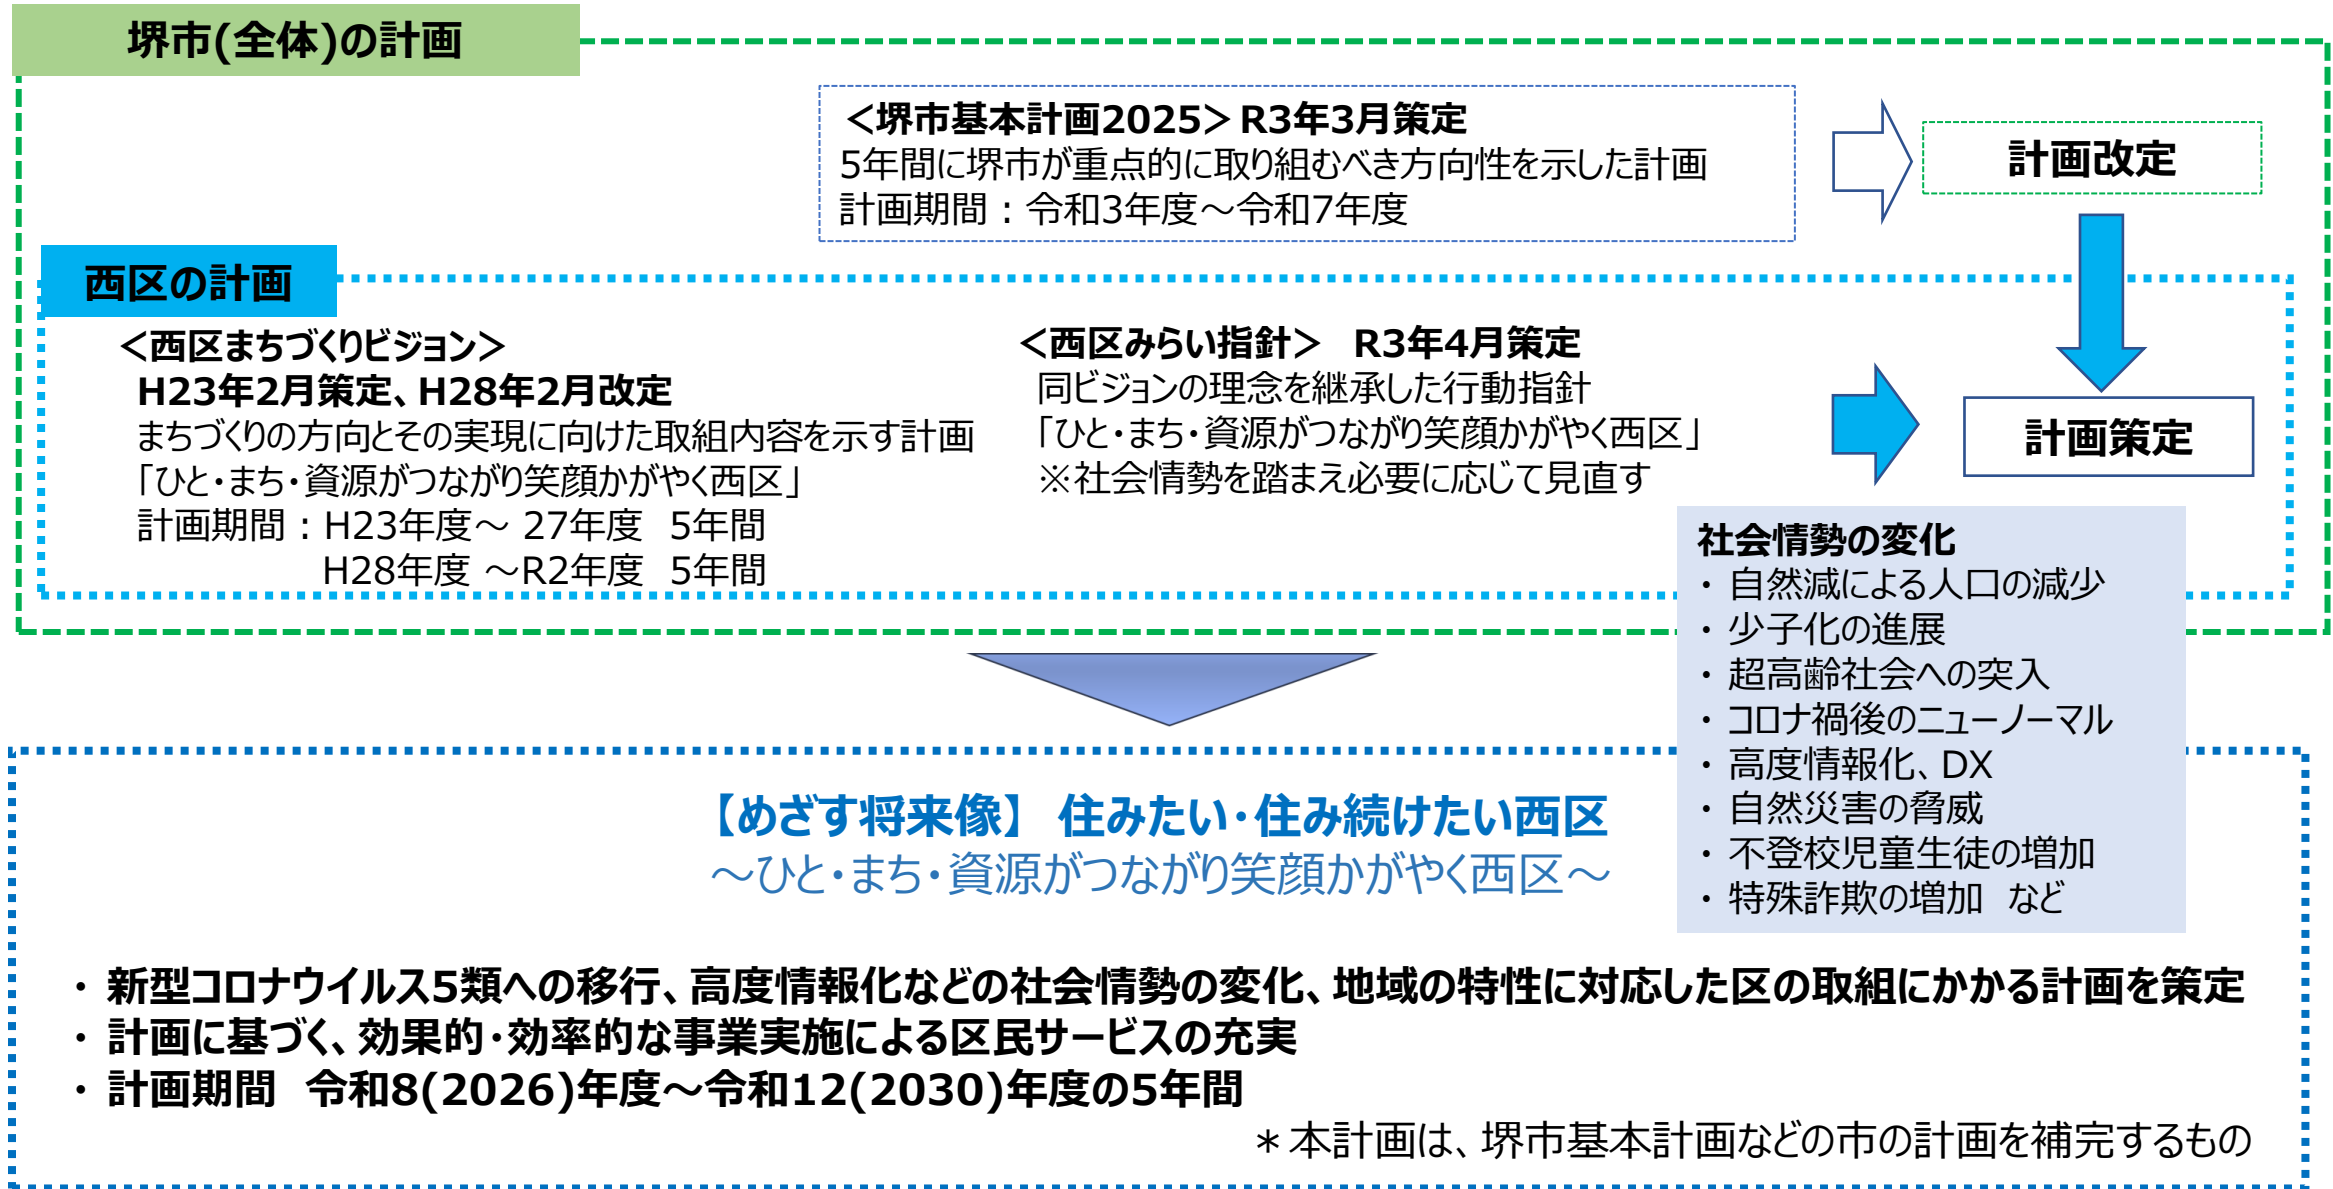 堺市(全体)の計画
＜堺市基本計画2025＞R3年3月策定
5年間に堺市が重点的に取り組むべき方向性を示した計画
計画期間：令和3年度～令和7年度
計画改定
西区の計画
＜西区まちづくりビジョン＞
H23年2月策定、H28年2月改定
まちづくりの方向とその実現に向けた取組内容を示す計画
「ひと・まち・資源がつながり笑顔かがやく西区」
計画期間：H23年度～ 27年度　5年間
H28年度 ～R2年度　5年間
＜西区みらい指針＞　R3年4月策定
同ビジョンの理念を継承した行動指針
「ひと・まち・資源がつながり笑顔かがやく西区」
※社会情勢を踏まえ必要に応じて見直す
計画策定
社会情勢の変化
・自然減による人口の減少
・少子化の進展
・超高齢社会への突入
・コロナ禍後のニューノーマル
・高度情報化、DX
・自然災害の脅威
・不登校児童生徒の増加
・特殊詐欺の増加　など
【めざす将来像】 住みたい・住み続けたい西区
～ひと・まち・資源がつながり笑顔かがやく西区～
・新型コロナウイルス5類への移行、高度情報化などの社会情勢の変化、地域の特性に対応した区の取組にかかる計画を策定
・計画に基づく、効果的・効率的な事業実施による区民サービスの充実
・計画期間　令和8(2026)年度～令和12(2030)年度の5年間
＊本計画は、堺市基本計画などの市の計画を補完するもの